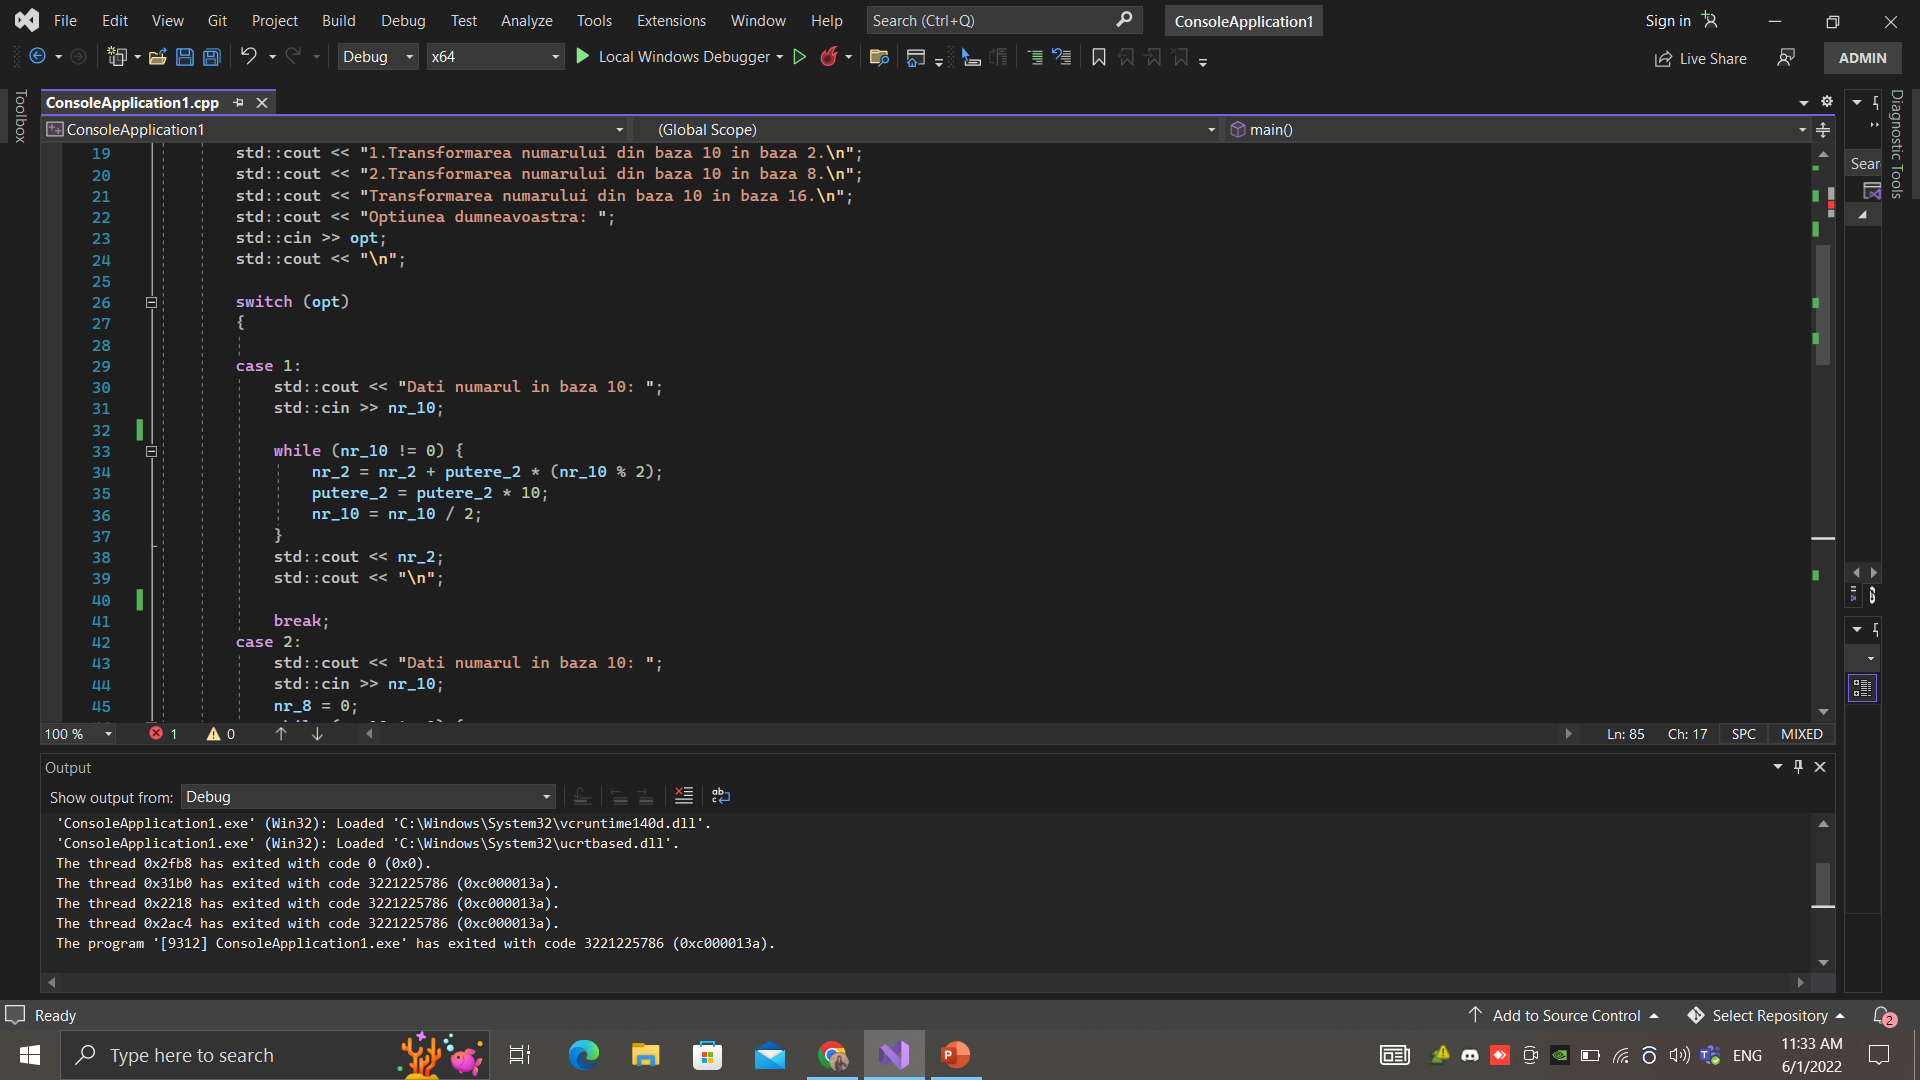 File Edit View Git Project Build Debug Test Analyze Tools Extensions Window Help Search (Ctrl+Q) ConsoleApplication1 Sign in
Debug x64 Local Windows Debugger Live Share ADMIN
Toolbox
ConsoleApplication1.cpp
ConsoleApplication1 (Global Scope) main()
19 std::cout << "1.Transformarea numarului din baza 10 in baza 2.\n";
20 std::cout << "2.Transformarea numarului din baza 10 in baza 8.\n";
21 std::cout << "Transformarea numarului din baza 10 in baza 16.\n";
22 std::cout << "Optiunea dumneavoastra: ";
23 std::cin >> opt;
24 std::cout << "\n";
25
26 switch (opt)
27 {
28
29 case 1:
30 std::cout << "Dati numarul in baza 10: ";
31 std::cin >> nr_10;
32
33 while (nr_10 != 0) {
34 nr_2 = nr_2 + putere_2 * (nr_10 % 2);
35 putere_2 = putere_2 * 10;
36 nr_10 = nr_10 / 2;
37 }
38 std::cout << nr_2;
39 std::cout << "\n";
40
41 break;
42 case 2:
43 std::cout << "Dati numarul in baza 10: ";
44 std::cin >> nr_10;
45 nr_8 = 0;
100 % 1 0 Ln: 85 Ch: 17 SPC MIXED
Diagnostic Tools
Sear
Output
Show output from: Debug
'ConsoleApplication1.exe' (Win32): Loaded 'C:\Windows\System32\vcruntime140d.dll'.
'ConsoleApplication1.exe' (Win32): Loaded 'C:\Windows\System32\ucrtbased.dll'.
The thread 0x2fb8 has exited with code 0 (0x0).
The thread 0x31b0 has exited with code 3221225786 (0xc000013a).
The thread 0x2218 has exited with code 3221225786 (0xc000013a).
The thread 0x2ac4 has exited with code 3221225786 (0xc000013a).
The program '[9312] ConsoleApplication1.exe' has exited with code 3221225786 (0xc000013a).
Ready Add to Source Control Select Repository 2
Type here to search ENG 11:33 AM
6/1/2022